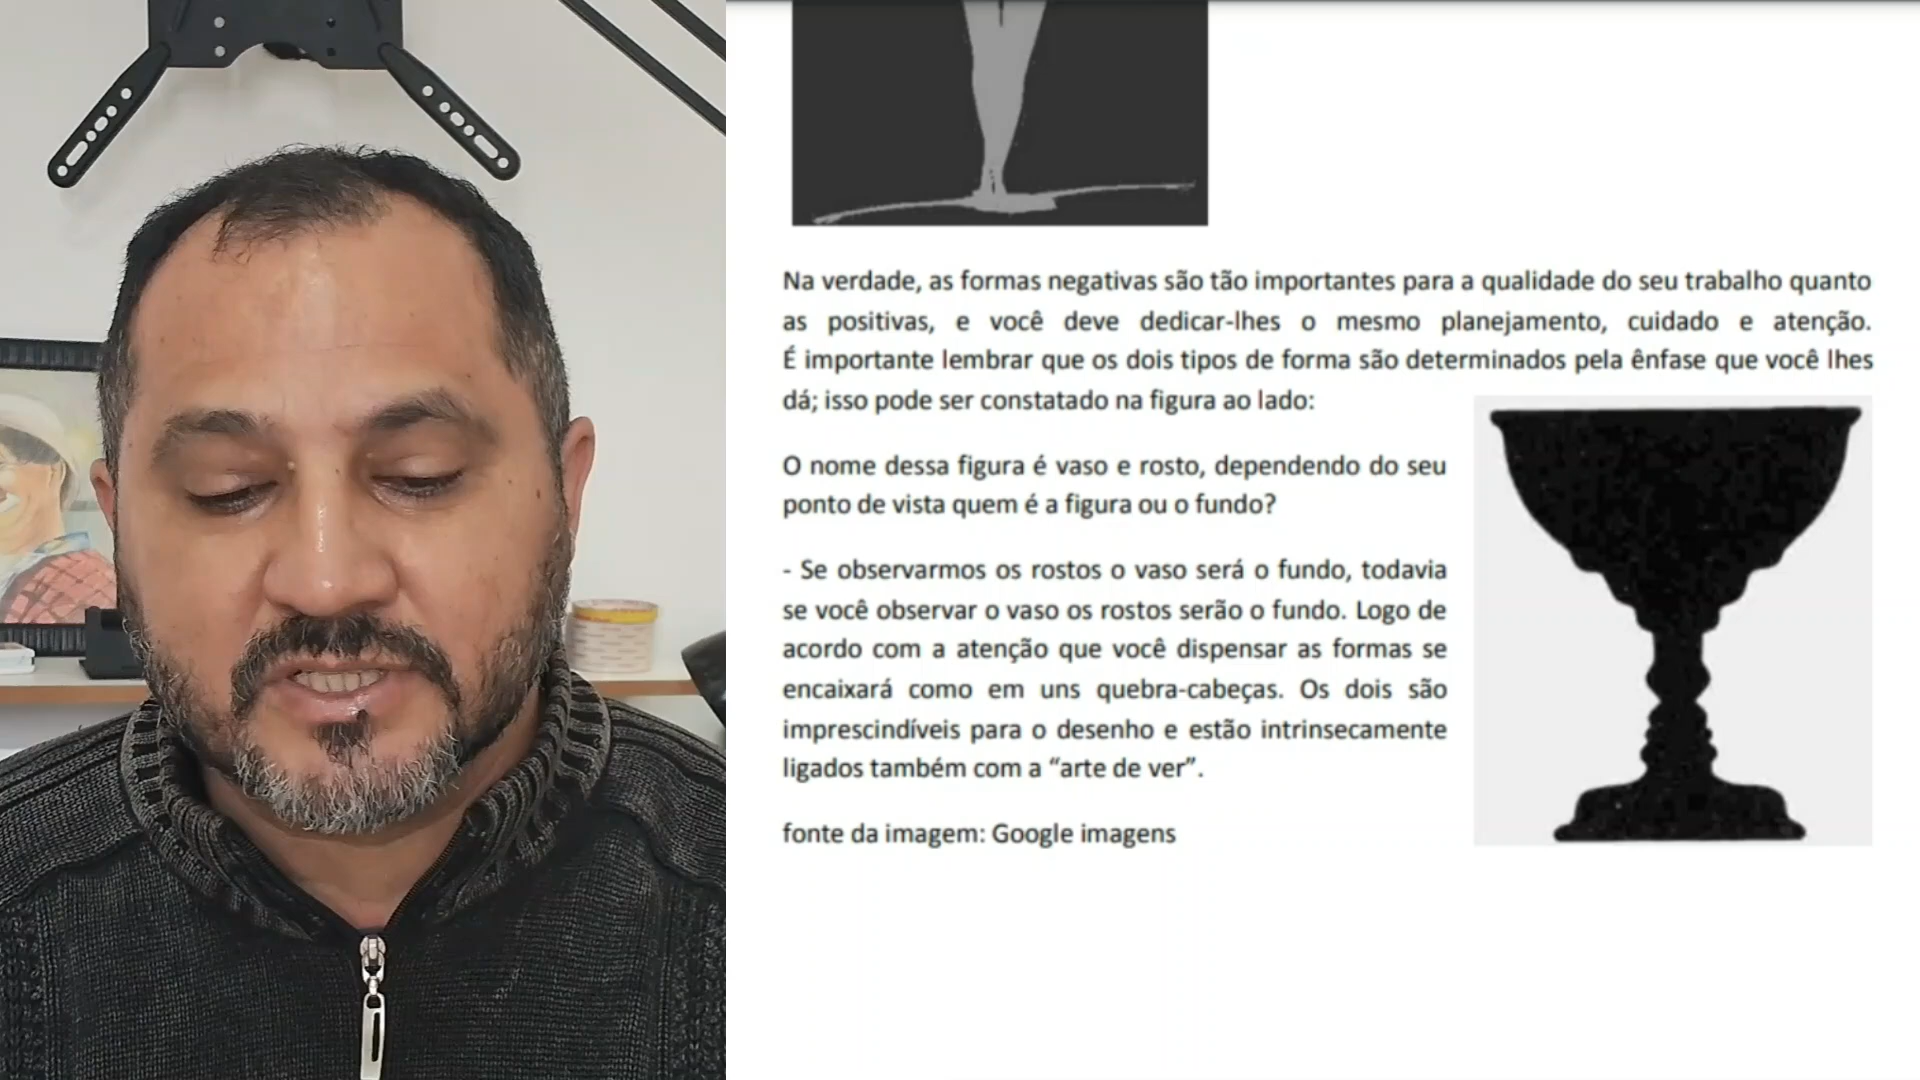 Na verdade, as formas negativas são tão importantes para a qualidade do seu trabalho quanto
as positivas, e você deve dedicar-lhes o mesmo planejamento, cuidado e atenção.
É importante lembrar que os dois tipos de forma são determinados pela ênfase que você lhes
dá; isso pode ser constatado na figura ao lado:
O nome dessa figura é vaso e rosto, dependendo do seu
ponto de vista quem é a figura ou o fundo?
- Se observarmos os rostos o vaso será o fundo, todavia
se você observar o vaso os rostos serão o fundo. Logo de
acordo com a atenção que você dispensar as formas se
encaixará como em uns quebra-cabeças. Os dois são
imprescindíveis para o desenho e estão intrinsecamente
ligados também com a “arte de ver”.
fonte da imagem: Google imagens